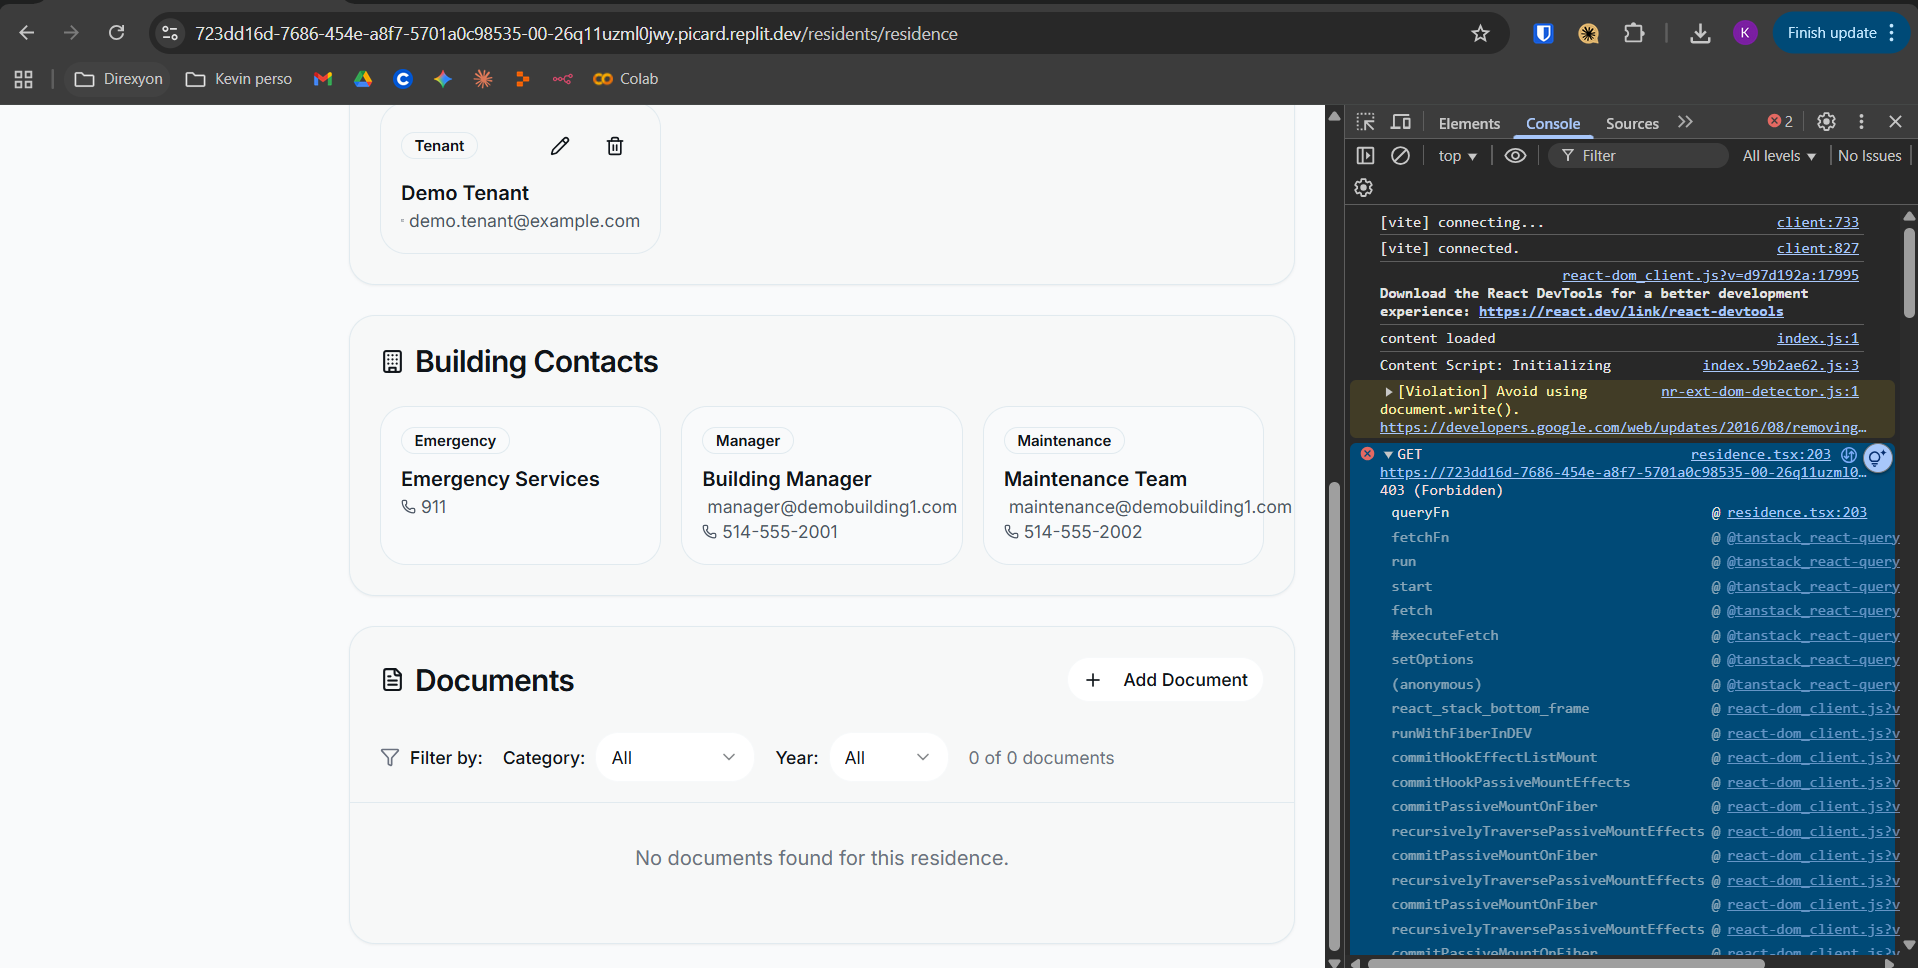 723dd16d-7686-454e-a8f7-5701a0c98535-00-26q11uzml0jwy.picard.replit.dev/residents/residence
K
Finish update
Direxyon
Kevin perso
Colab
Tenant
Demo Tenant
demo.tenant@example.com
Building Contacts
Emergency
Emergency Services
911
Manager
Building Manager
manager@demobuilding1.com
514-555-2001
Maintenance
Maintenance Team
maintenance@demobuilding1.com
514-555-2002
Documents
Add Document
Filter by: Category: All Year: All 0 of 0 documents
No documents found for this residence.
Elements Console Sources 2
top Filter All levels No Issues
[vite] connecting... client:733
[vite] connected. client:827
react-dom_client.js?v=d97d192a:17995
Download the React DevTools for a better development
experience: https://react.dev/link/react-devtools
content loaded index.js:1
Content Script: Initializing index.59b2ae62.js:3
[Violation] Avoid using nr-ext-dom-detector.js:1
document.write().
https://developers.google.com/web/updates/2016/08/removing…
GET residence.tsx:203
https://723dd16d-7686-454e-a8f7-5701a0c98535-00-26q11uzml0…
403 (Forbidden)
queryFn @ residence.tsx:203
fetchFn @ @tanstack_react-query
run @ @tanstack_react-query
start @ @tanstack_react-query
fetch @ @tanstack_react-query
#executeFetch @ @tanstack_react-query
setOptions @ @tanstack_react-query
(anonymous) @ @tanstack_react-query
react_stack_bottom_frame @ react-dom_client.js?v
runWithFiberInDEV @ react-dom_client.js?v
commitHookEffectListMount @ react-dom_client.js?v
commitHookPassiveMountEffects @ react-dom_client.js?v
commitPassiveMountOnFiber @ react-dom_client.js?v
recursivelyTraversePassiveMountEffects @ react-dom_client.js?v
commitPassiveMountOnFiber @ react-dom_client.js?v
recursivelyTraversePassiveMountEffects @ react-dom_client.js?v
commitPassiveMountOnFiber @ react-dom_client.js?v
recursivelyTraversePassiveMountEffects @ react-dom_client.js?v
commitPassiveMountOnFiber @ react-dom_client.js?v